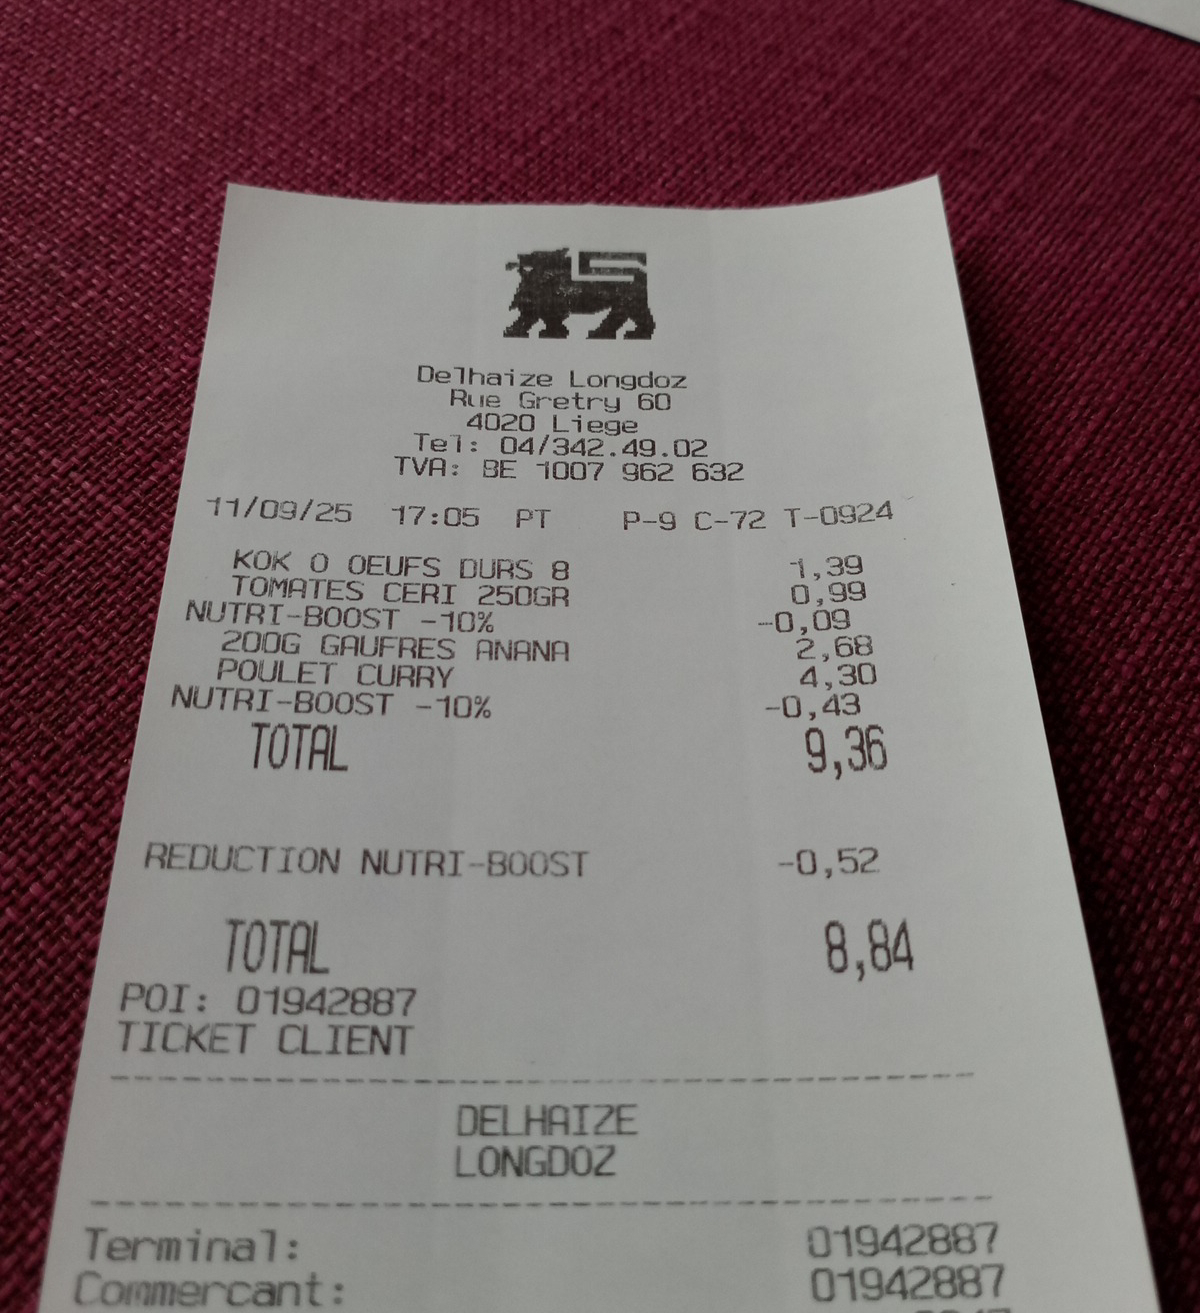 Delhaize Longdoz
Rue Gretry 60
4020 Liege
Tel: 04/342.49.02
TVA: BE 1007 962 632
11/09/25 17:05 PT P-9 C-72 T-0924
KOK O OEUFS DURS 8 1,39
TOMATES CERI 250GR 0,99
NUTRI-BOOST -10% -0,09
200G GAUFRES ANANA 2,68
POULET CURRY 4,30
NUTRI-BOOST -10% -0,43
TOTAL 9,36
REDUCTION NUTRI-BOOST -0,52
TOTAL 8,84
POI: 01942887
TICKET CLIENT
DELHAIZE
LONGDOZ
Terminal: 01942887
Commercant: 01942887